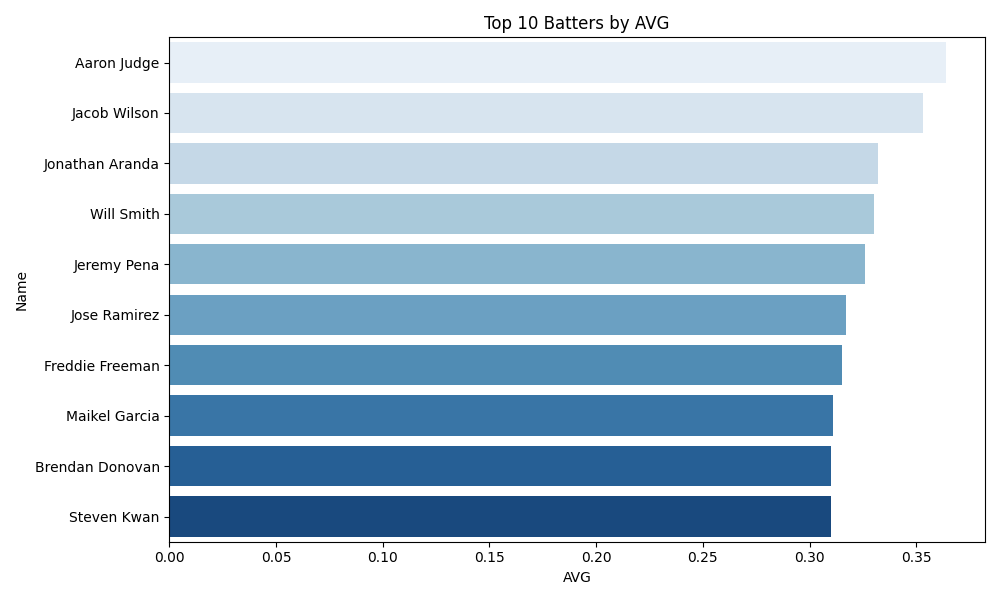 Top 10 Batters by AVG
Name
Aaron Judge
Jacob Wilson
Jonathan Aranda
Will Smith
Jeremy Pena
Jose Ramirez
Freddie Freeman
Maikel Garcia
Brendan Donovan
Steven Kwan
0.00 0.05 0.10 0.15 0.20 0.25 0.30 0.35
AVG